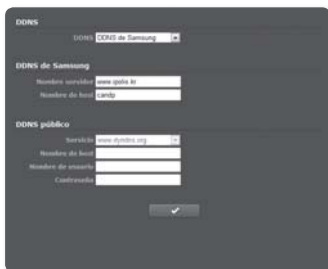 DDNS
DDNS DDNS de Samsung
DDNS de Samsung
Nombre servidor www.ipolis.kr
Nombre de host candp
DDNS público
Servicio www.dyndns.org
Nombre de host
Nombre de usuario
Contraseña